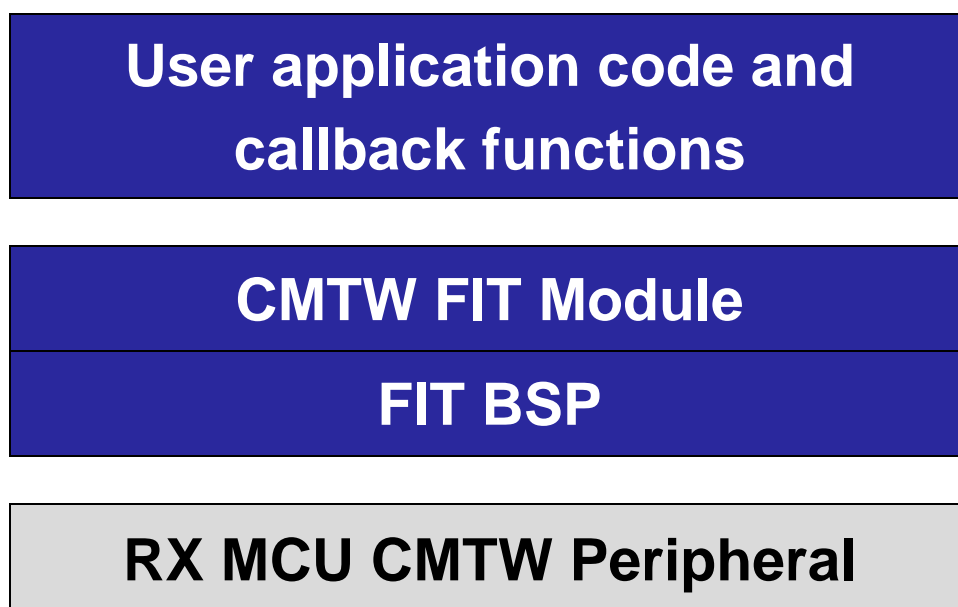 User application code and
callback functions
CMTW FIT Module
FIT BSP
RX MCU CMTW Peripheral